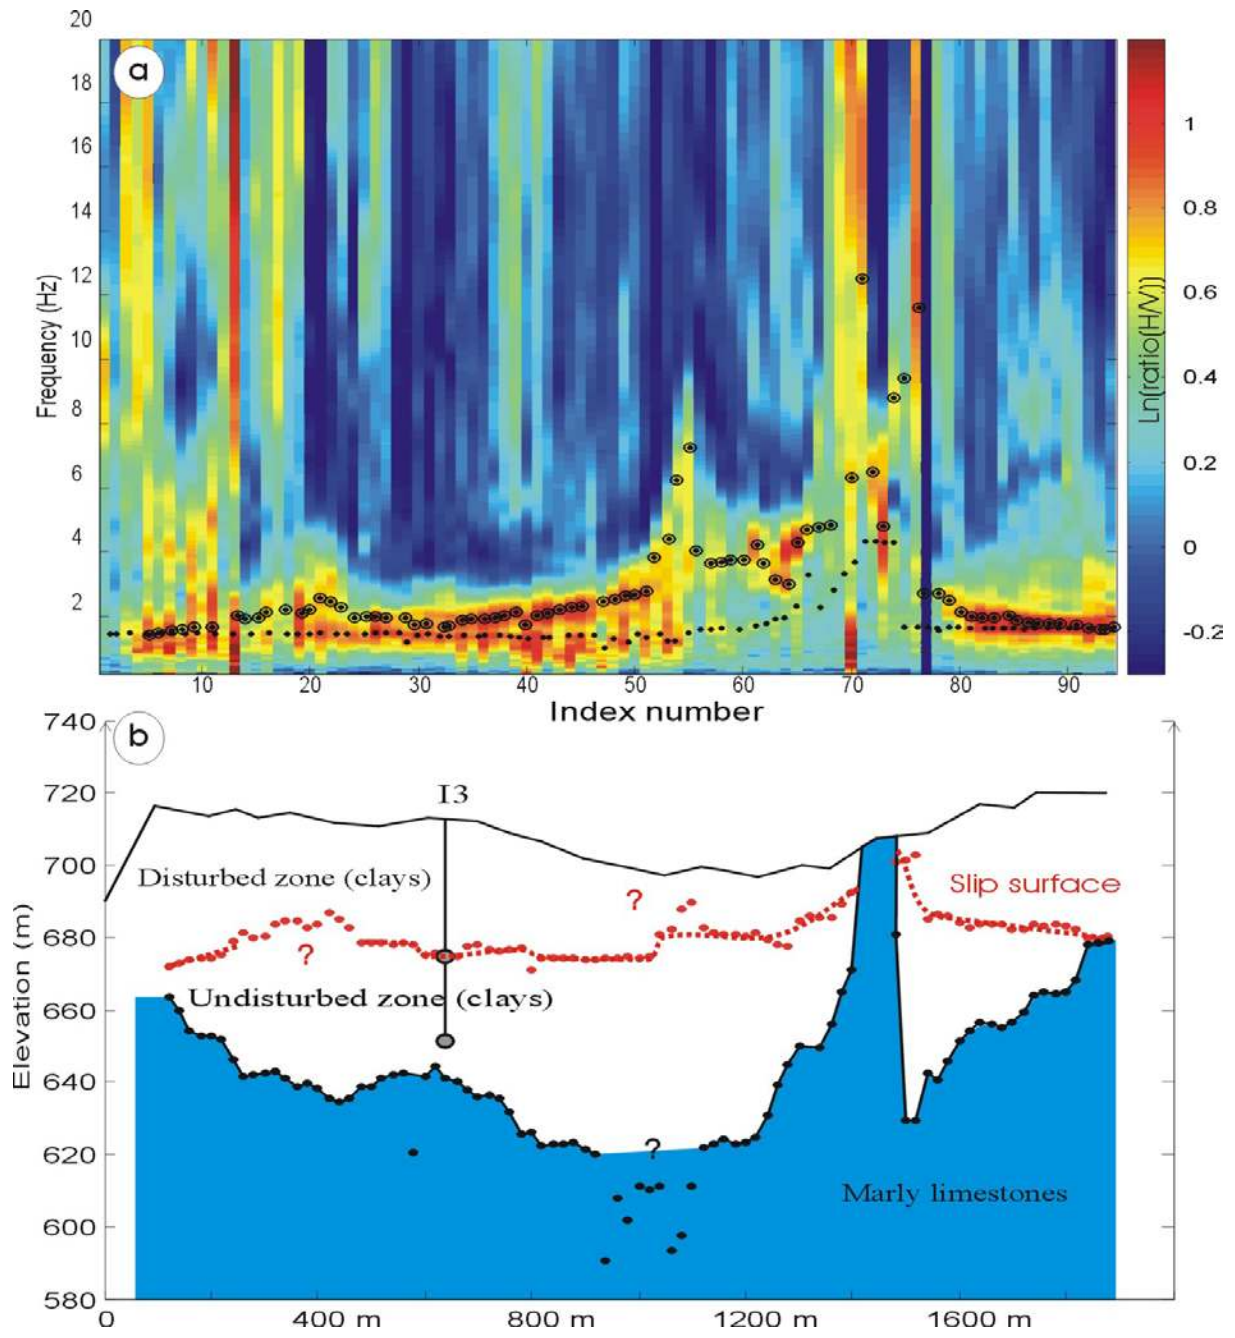 a
20
18
16
14
12
10
8
6
4
2
Frequency (Hz)
10 20 30 40 50 60 70 80 90
Index number
1
0.8
0.6
0.4
0.2
0
-0.2
Ln(ratio(H/V))
b
740
720
700
680
660
640
620
600
580
Elevation (m)
I3
Disturbed zone (clays)
?
Slip surface
?
Undisturbed zone (clays)
?
Marly limestones
0 400 m 800 m 1200 m 1600 m